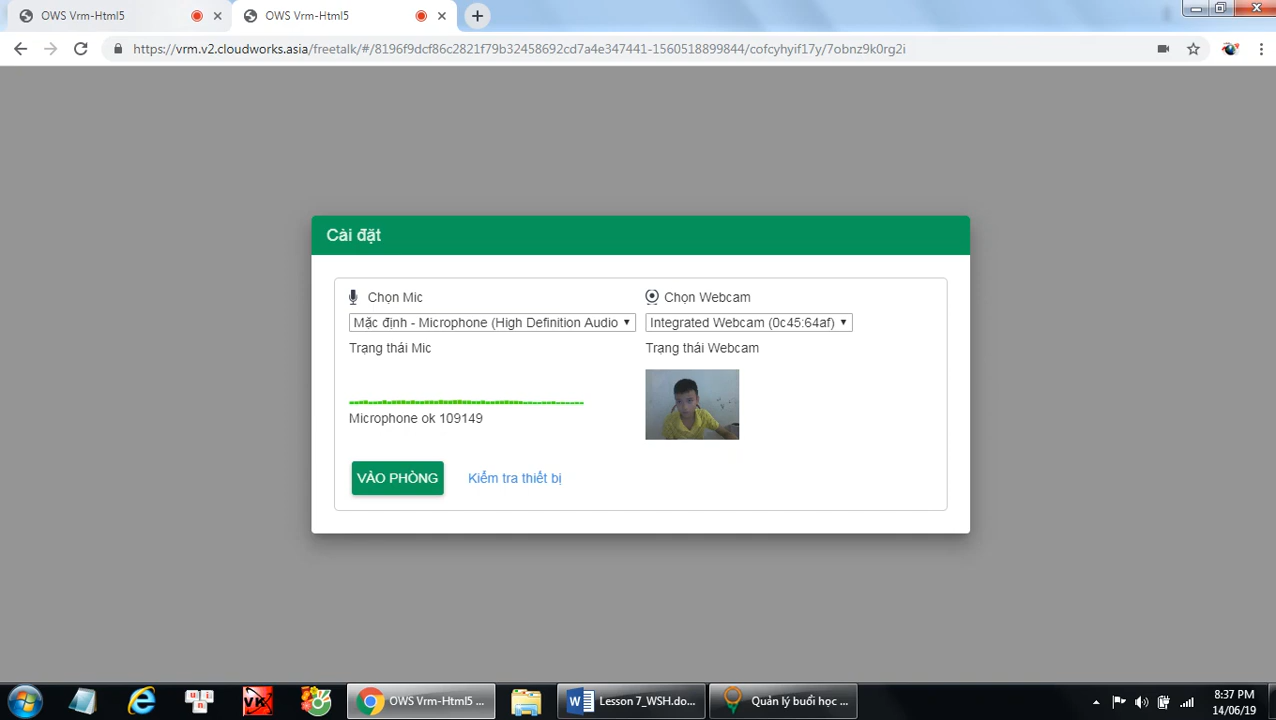 OWS Vrm-Html5
OWS Vrm-Html5
https://vrm.v2.cloudworks.asia/freetalk/#/8196f9dcf86c2821f79b32458692cd7a4e347441-1560518899844/cofcyhyif17y/7obnz9k0rg2i
Cài đặt
Chọn Mic
Chọn Webcam
Mặc định - Microphone (High Definition Audio
Integrated Webcam (0c45:64af)
Trạng thái Mic
Trạng thái Webcam
Microphone ok 109149
VÀO PHÒNG
Kiểm tra thiết bị
OWS Vrm-Html5 ...
Lesson 7_WSH.do...
Quản lý buổi học ...
8:37 PM
14/06/19